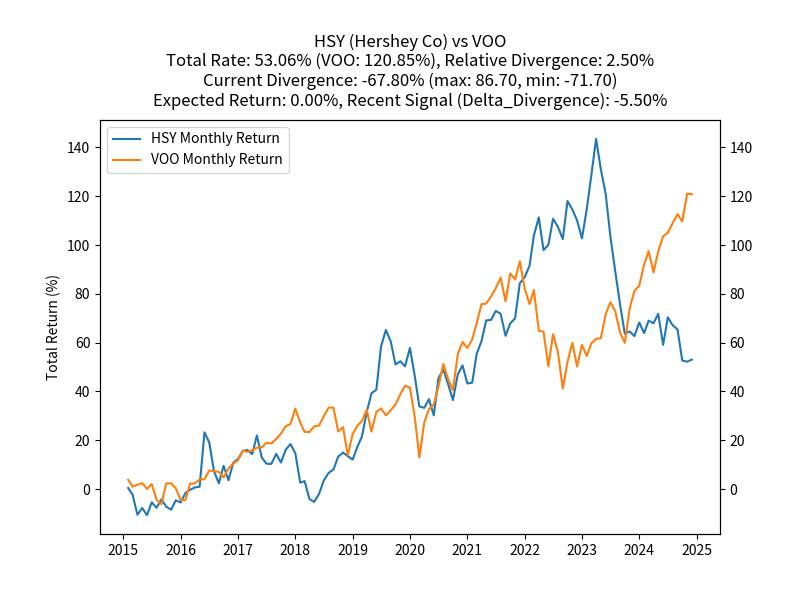 HSY (Hershey Co) vs VOO
Total Rate: 53.06% (VOO: 120.85%), Relative Divergence: 2.50%
Current Divergence: -67.80% (max: 86.70, min: -71.70)
Expected Return: 0.00%, Recent Signal (Delta_Divergence): -5.50%
HSY Monthly Return
VOO Monthly Return
Total Return (%)
140
120
100
80
60
40
20
0
140
120
100
80
60
40
20
0
2015 2016 2017 2018 2019 2020 2021 2022 2023 2024 2025